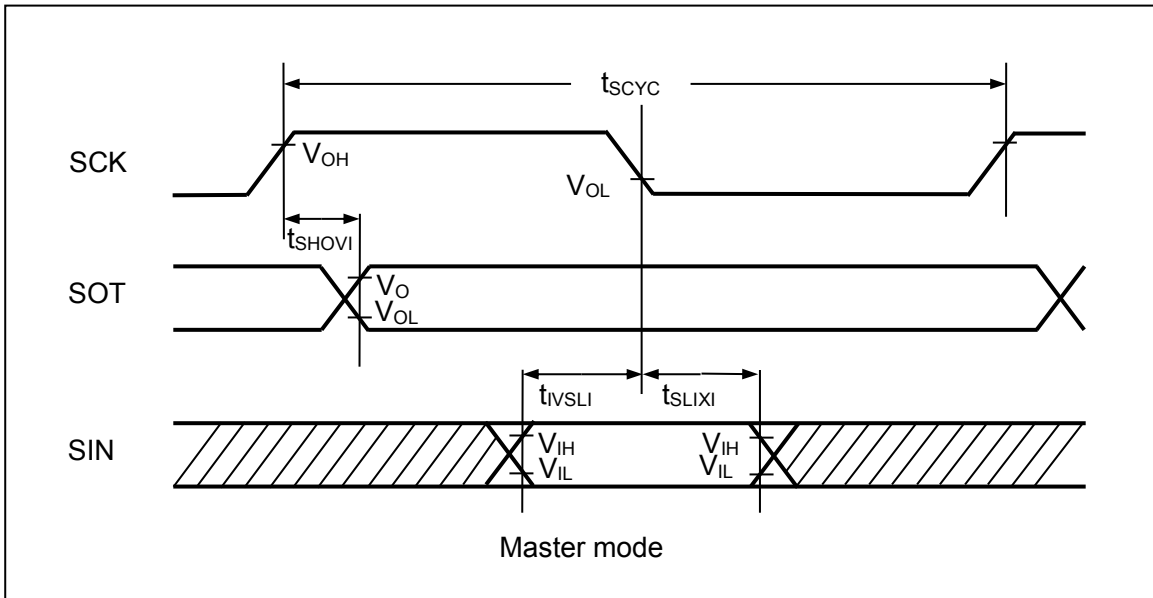 tSCYC
SCK
VOH
VOL
tSHOVI
SOT
VO
VOL
tIVSLI
tSLIXI
SIN
VIH
VIH
VIL
VIL
Master mode